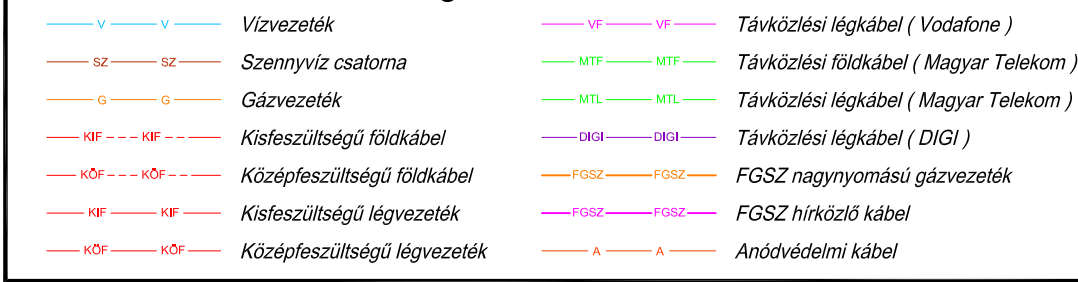 V V Vízvezeték
SZ SZ Szennyvíz csatorna
G G Gázvezeték
KIF KIF Kisfeszültségű földkábel
KÖF KÖF Középfeszültségű földkábel
KIF KIF Kisfeszültségű légvezeték
KÖF KÖF Középfeszültségű légvezeték
VF VF Távközlési légkábel ( Vodafone )
MTF MTF Távközlési földkábel ( Magyar Telekom )
MTL MTL Távközlési légkábel ( Magyar Telekom )
DIGI DIGI Távközlési légkábel ( DIGI )
FGSZ FGSZ FGSZ nagynyomású gázvezeték
FGSZ FGSZ FGSZ hírközlő kábel
A A Anódvédelmi kábel